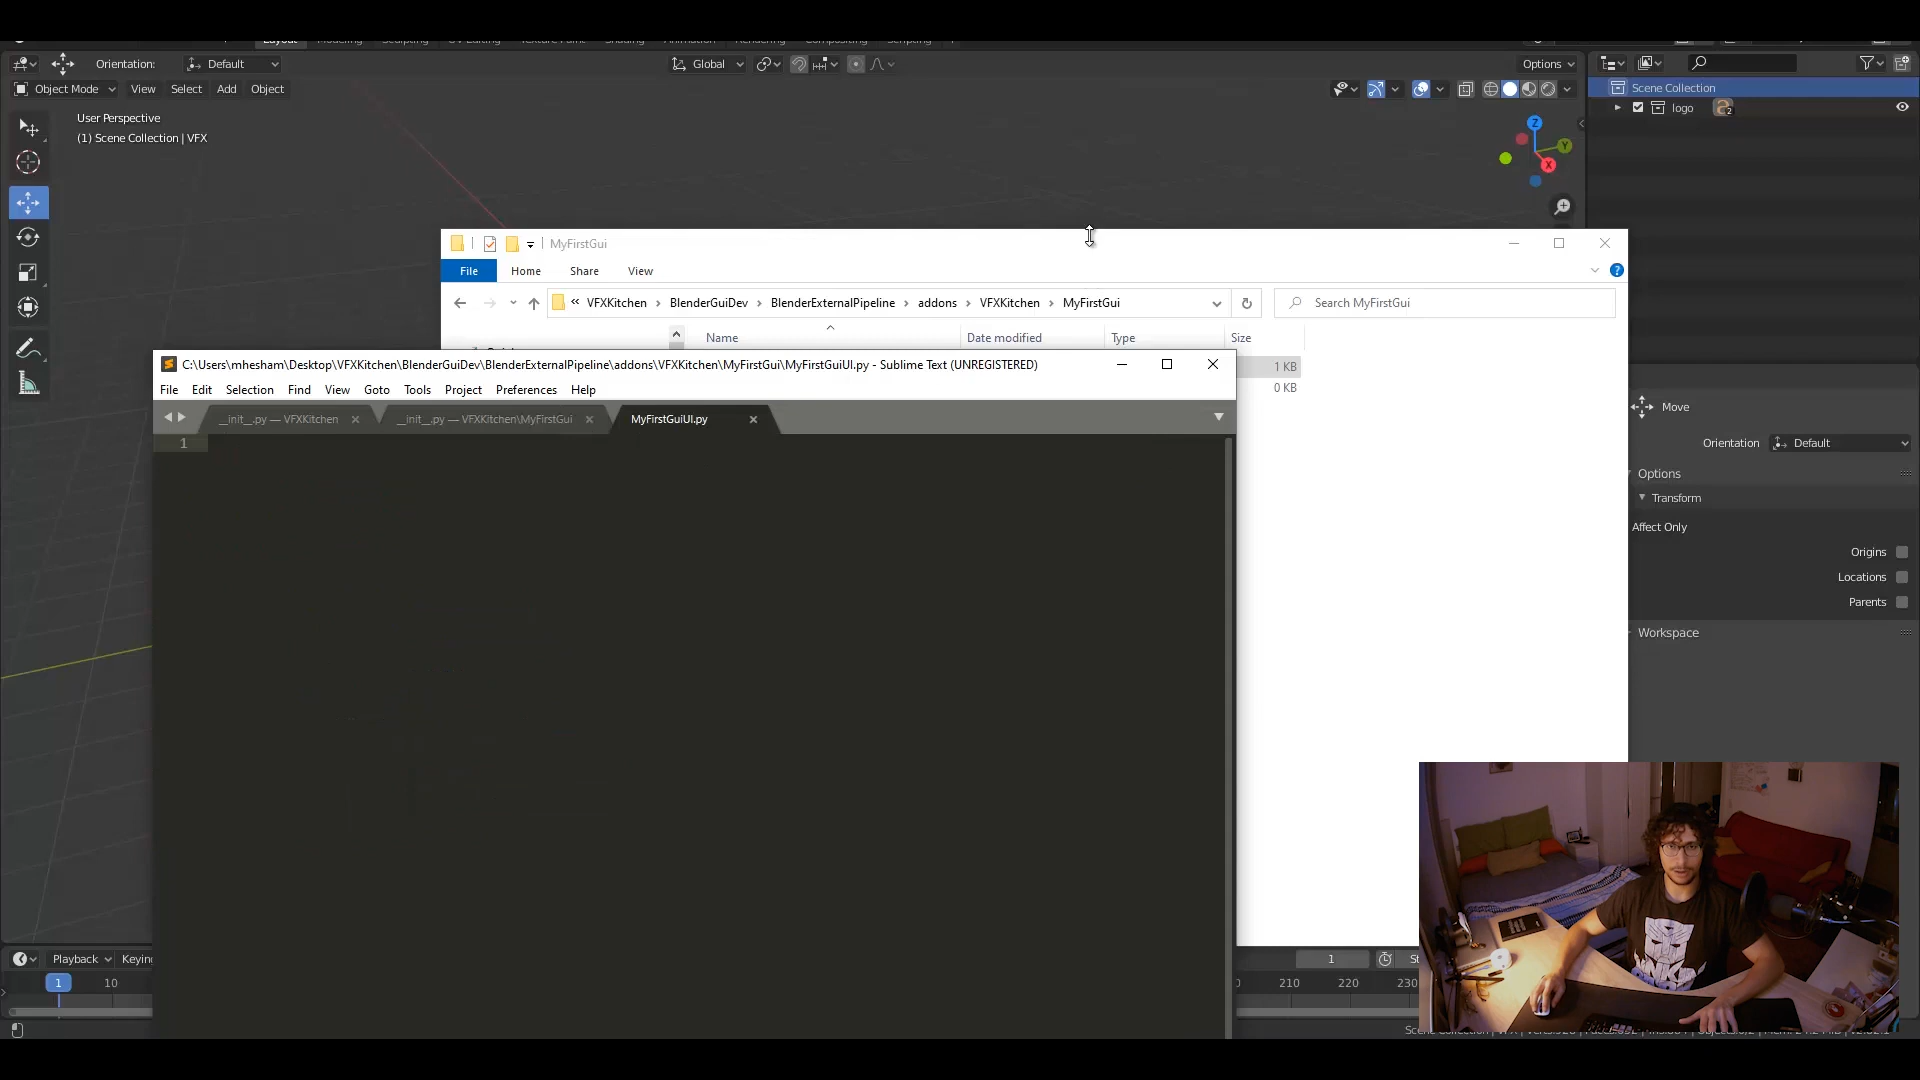 Layout
Orientation: Default Global Options
Object Mode View Select Add Object
User Perspective
(1) Scene Collection | VFX
Z
Y
X
Scene Collection
logo 2
MyFirstGui
File Home Share View
« VFXKitchen › BlenderGuiDev › BlenderExternalPipeline › addons › VFXKitchen › MyFirstGui
Search MyFirstGui
Name Date modified Type Size
1 KB
0 KB
C:\Users\mhesham\Desktop\VFXKitchen\BlenderGuiDev\BlenderExternalPipeline\addons\VFXKitchen\MyFirstGui\MyFirstGuiUI.py - Sublime Text (UNREGISTERED)
File Edit Selection Find View Goto Tools Project Preferences Help
__init__.py — VFXKitchen
__init__.py — VFXKitchen\MyFirstGui
MyFirstGuiUI.py
1
Move
Orientation Default
Options
Transform
Affect Only
Origins
Locations
Parents
Workspace
Playback Keying
1
1 10
210 220 230